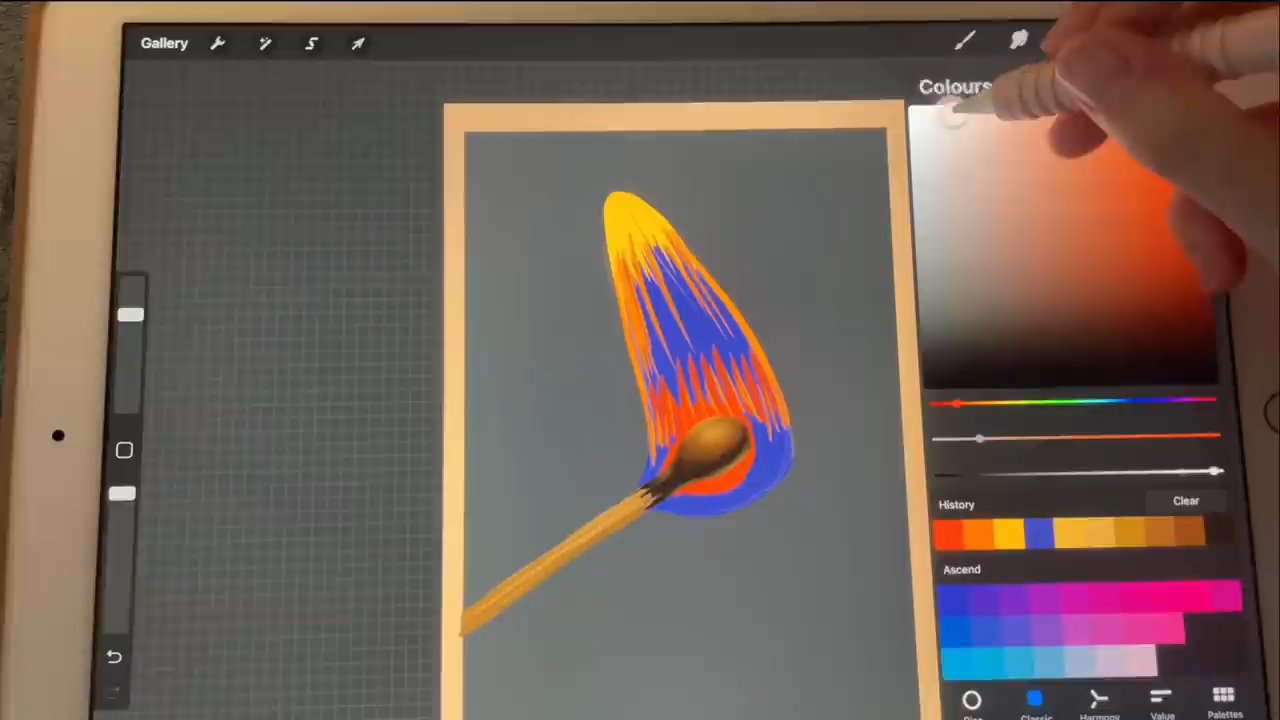 Gallery
Colours
History
Clear
Ascend
Classic
Harmony
Value
Palettes